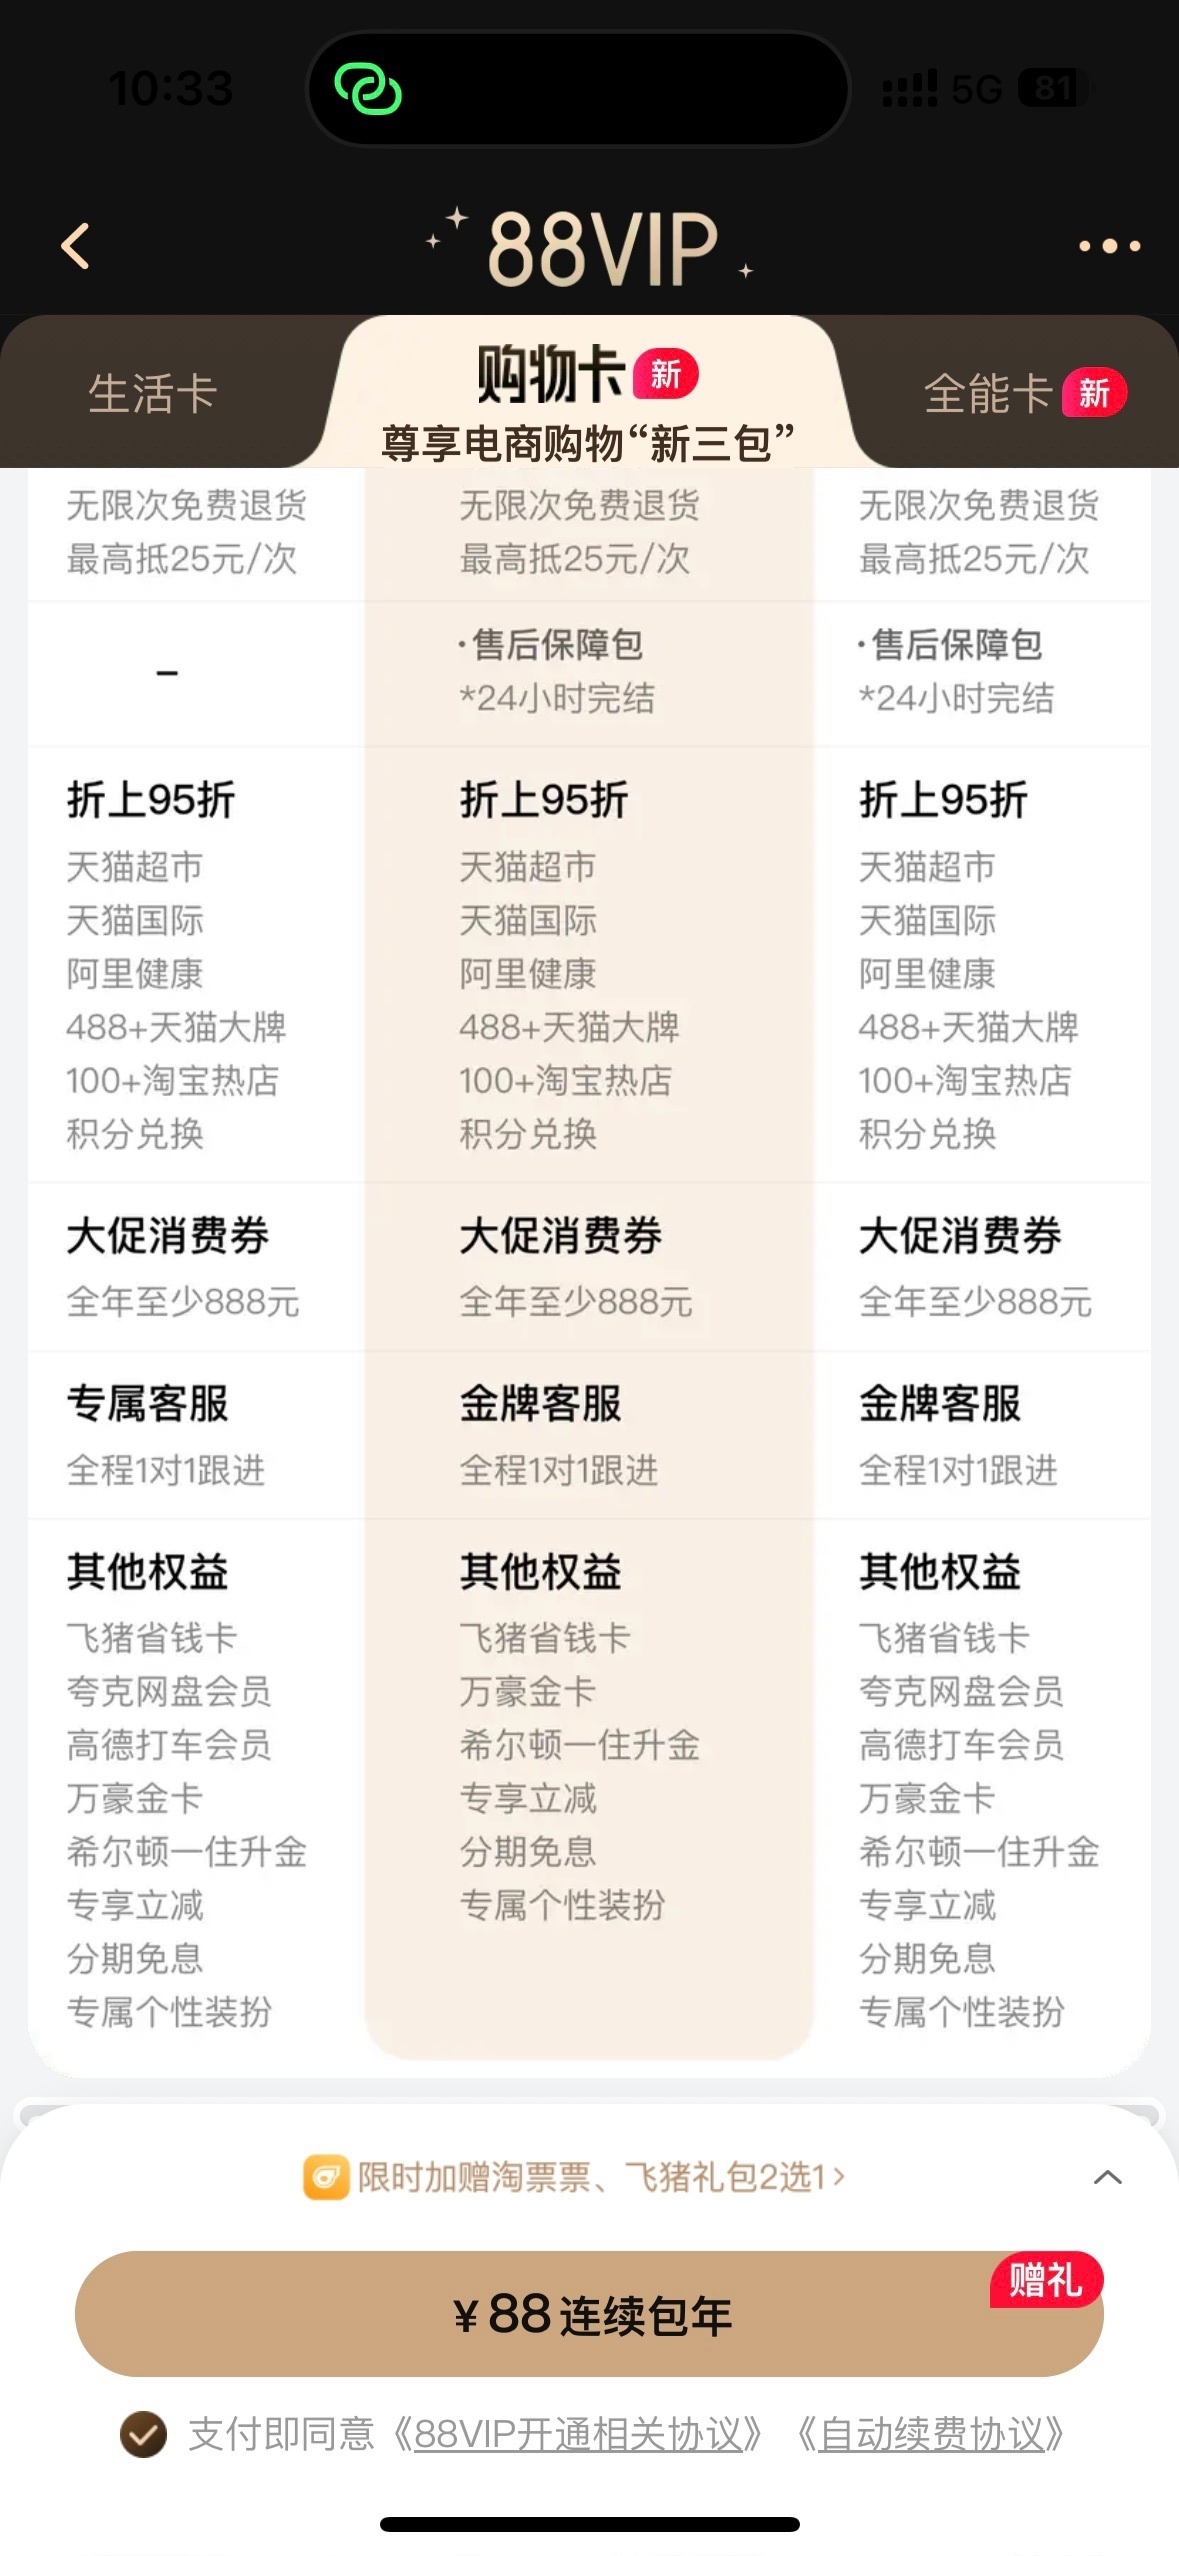 10:33
5G 81
88VIP
生活卡
购物卡 新
全能卡 新
尊享电商购物“新三包”
无限次免费退货 无限次免费退货 无限次免费退货
最高抵25元/次 最高抵25元/次 最高抵25元/次
– ·售后保障包 ·售后保障包
*24小时完结 *24小时完结
折上95折 折上95折 折上95折
天猫超市 天猫超市 天猫超市
天猫国际 天猫国际 天猫国际
阿里健康 阿里健康 阿里健康
488+天猫大牌 488+天猫大牌 488+天猫大牌
100+淘宝热店 100+淘宝热店 100+淘宝热店
积分兑换 积分兑换 积分兑换
大促消费券 大促消费券 大促消费券
全年至少888元 全年至少888元 全年至少888元
专属客服 金牌客服 金牌客服
全程1对1跟进 全程1对1跟进 全程1对1跟进
其他权益 其他权益 其他权益
飞猪省钱卡 飞猪省钱卡 飞猪省钱卡
夸克网盘会员 万豪金卡 夸克网盘会员
高德打车会员 希尔顿一住升金 高德打车会员
万豪金卡 专享立减 万豪金卡
希尔顿一住升金 分期免息 希尔顿一住升金
专享立减 专属个性装扮 专享立减
分期免息 分期免息
专属个性装扮 专属个性装扮
限时加赠淘票票、飞猪礼包2选1>
赠礼
¥88连续包年
支付即同意《88VIP开通相关协议》《自动续费协议》